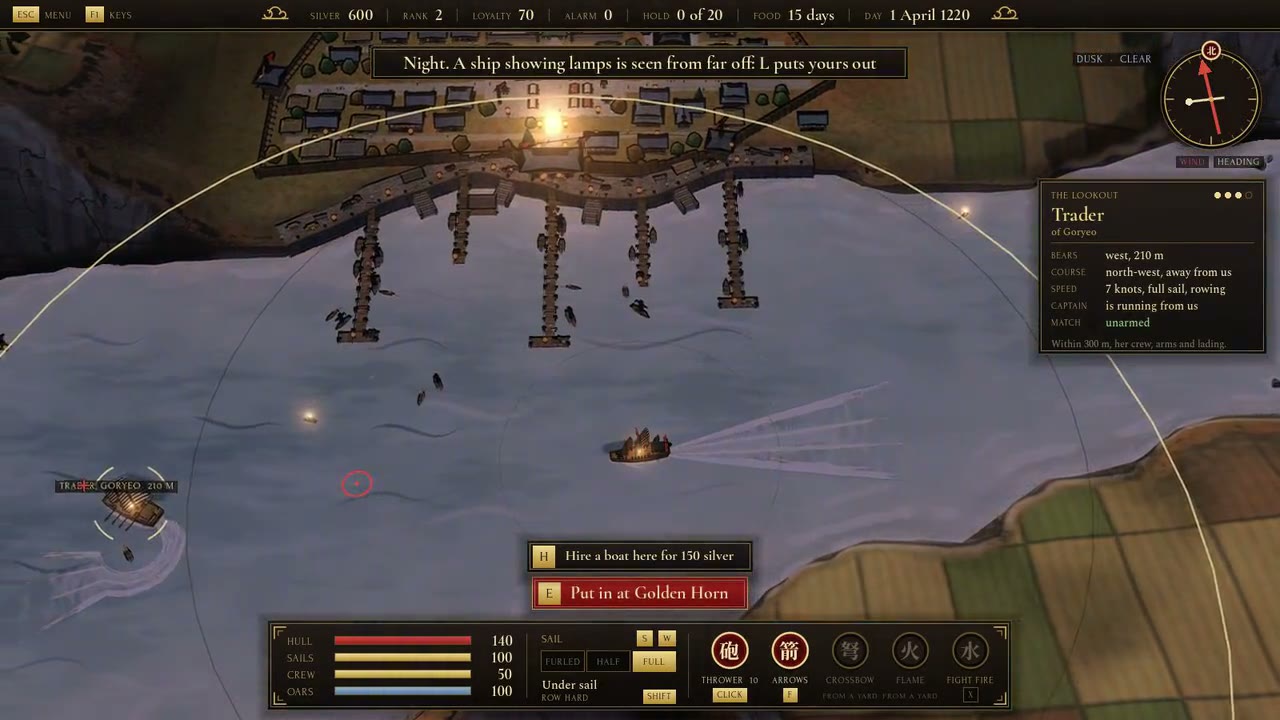 ESC MENU F1 KEYS
SILVER 600 RANK 2 LOYALTY 70 ALARM 0 HOLD 0 of 20 FOOD 15 days DAY 1 April 1220
Night. A ship showing lamps is seen from far off: L puts yours out
DUSK · CLEAR
北
WIND HEADING
THE LOOKOUT
Trader
of Goryeo
BEARS west, 210 m
COURSE north-west, away from us
SPEED 7 knots, full sail, rowing
CAPTAIN is running from us
MATCH unarmed
Within 300 m, her crew, arms and lading.
TRADER, GORYEO 210 M
H Hire a boat here for 150 silver
E Put in at Golden Horn
HULL 140
SAILS 100
CREW 50
OARS 100
SAIL S W
FURLED HALF FULL
Under sail
ROW HARD SHIFT
砲 箭 弩 火 水
THROWER 10 ARROWS CROSSBOW FLAME FIGHT FIRE
CLICK F FROM A YARD FROM A YARD X